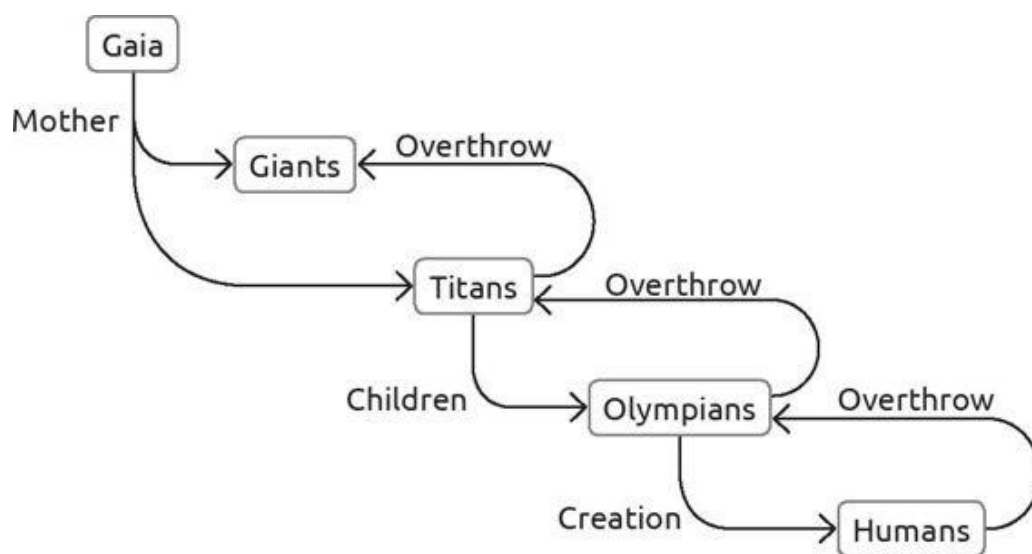 Gaia
Mother
Overthrow
Giants
Titans
Overthrow
Children
Olympians
Overthrow
Creation
Humans